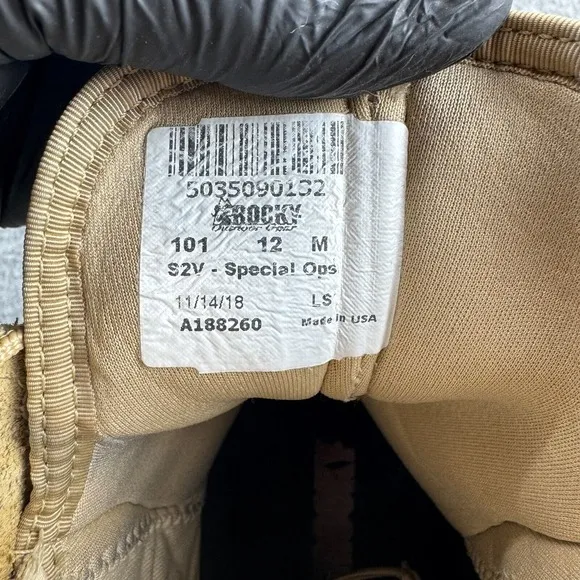 5035090132
ROCKY
Outdoor Gear
101 12 M
S2V - Special Ops
11/14/18 LS
A188260 Made in USA